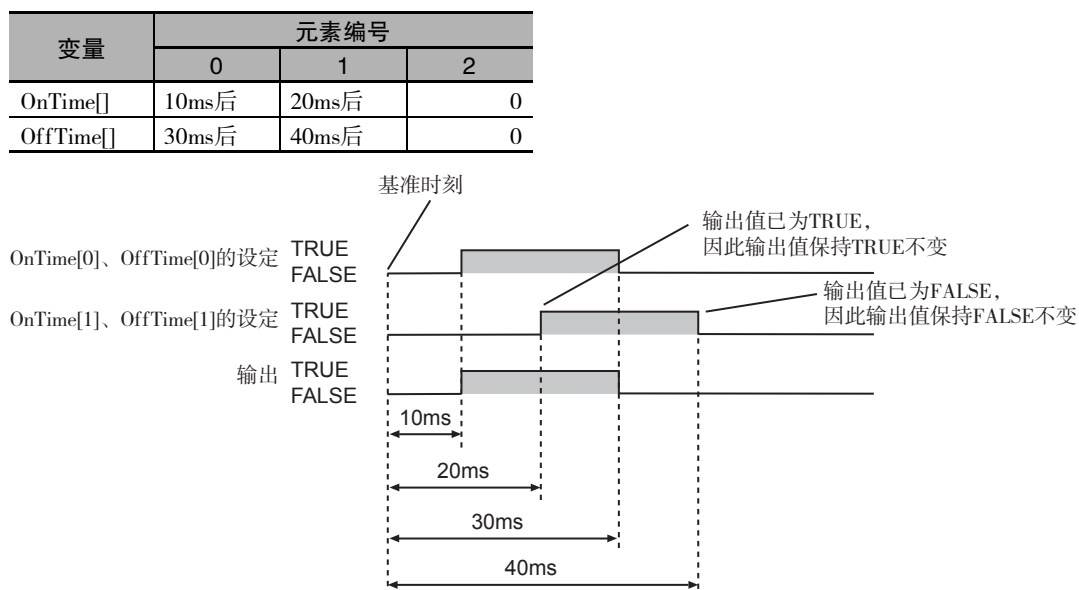 变量 元素编号
0 1 2
OnTime[] 10ms后 20ms后 0
OffTime[] 30ms后 40ms后 0
基准时刻
输出值已为TRUE,
因此输出值保持TRUE不变
OnTime[0]、OffTime[0]的设定 TRUE
FALSE
输出值已为FALSE,
因此输出值保持FALSE不变
OnTime[1]、OffTime[1]的设定 TRUE
FALSE
输出 TRUE
FALSE
10ms
20ms
30ms
40ms